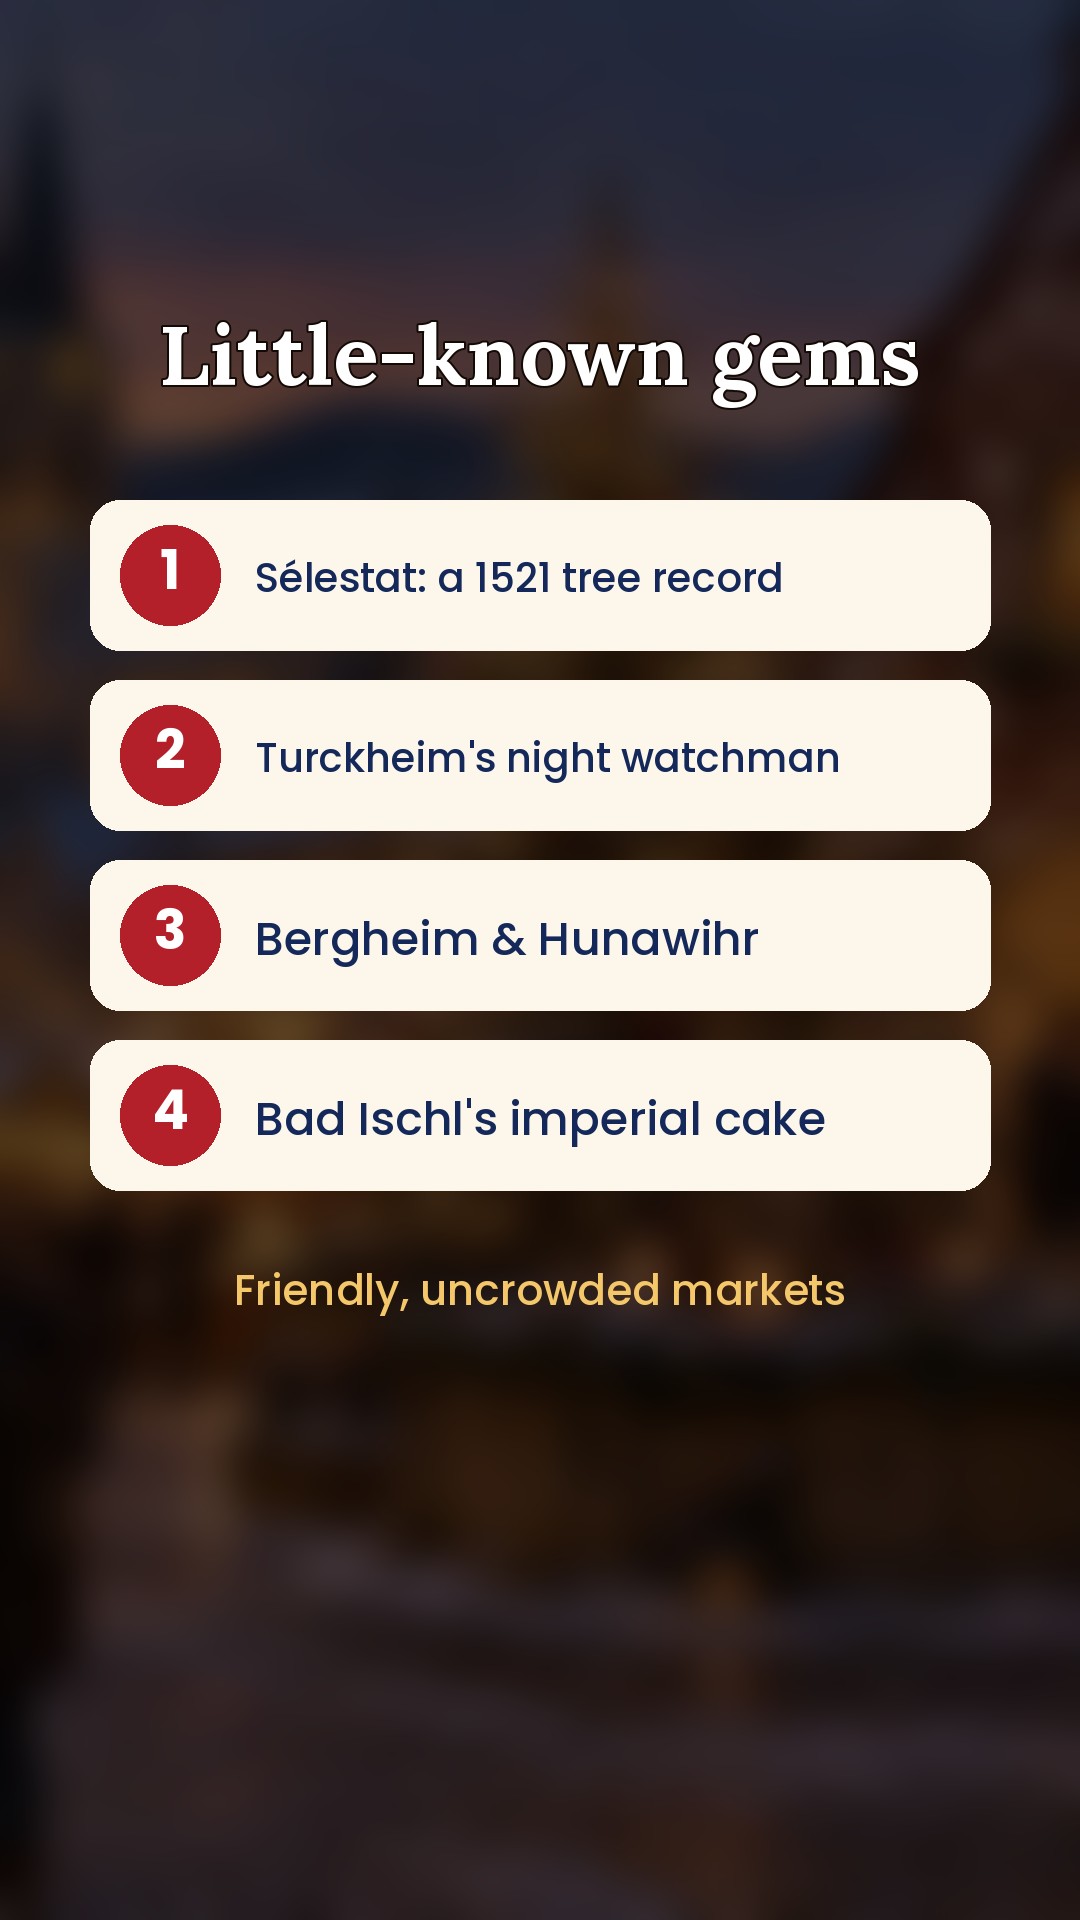 Little-known gems
1
Sélestat: a 1521 tree record
2
Turckheim's night watchman
3
Bergheim & Hunawihr
4
Bad Ischl's imperial cake
Friendly, uncrowded markets